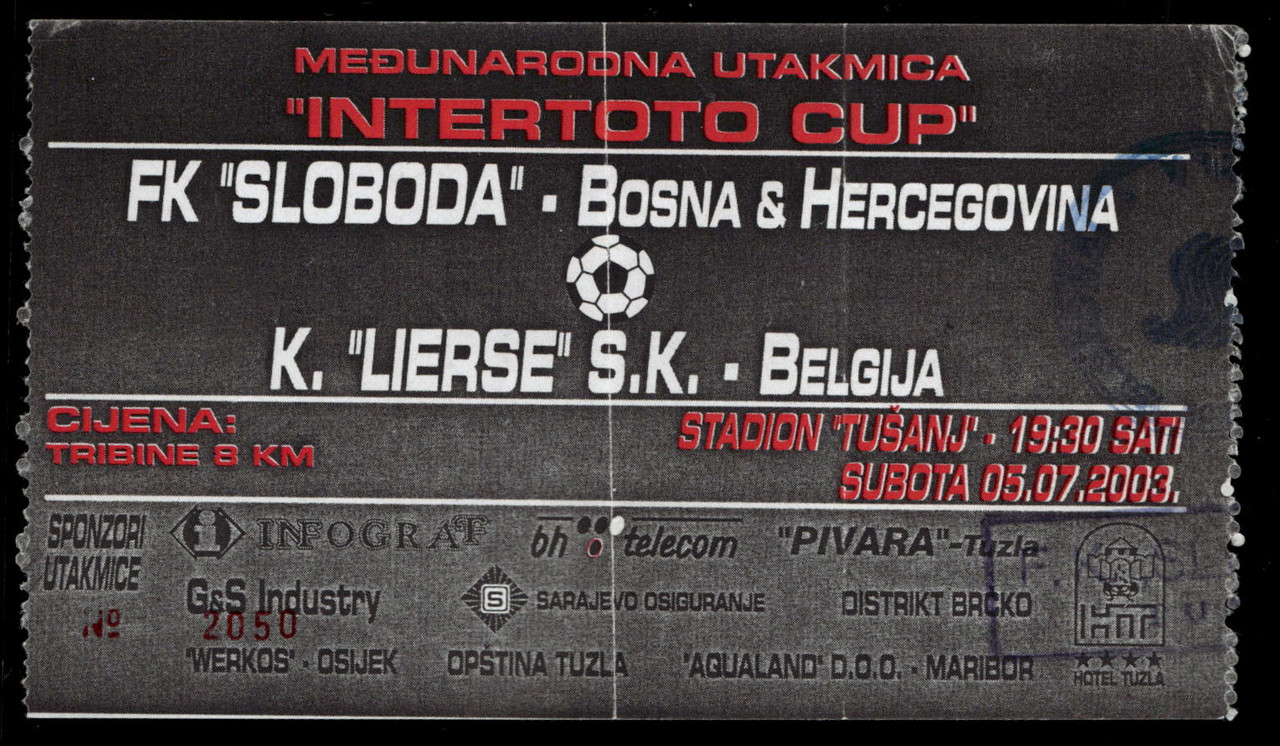 MEĐUNARODNA UTAKMICA
"INTERTOTO CUP"
FK "SLOBODA" - BOSNA & HERCEGOVINA
K. "LIERSE" S.K. - BELGIJA
CIJENA:
TRIBINE 8 KM
STADION "TUŠANJ" - 19:30 SATI
SUBOTA 05.07.2003.
SPONZORI
UTAKMICE
INFOGRAF
bh telecom
"PIVARA"-Tuzla
G&S Industry
S
SARAJEVO OSIGURANJE
DISTRIKT BRČKO
№ 2050
"WERKOS" - OSIJEK
OPŠTINA TUZLA
"AQUALAND" D.O.O. - MARIBOR
HOTEL TUZLA